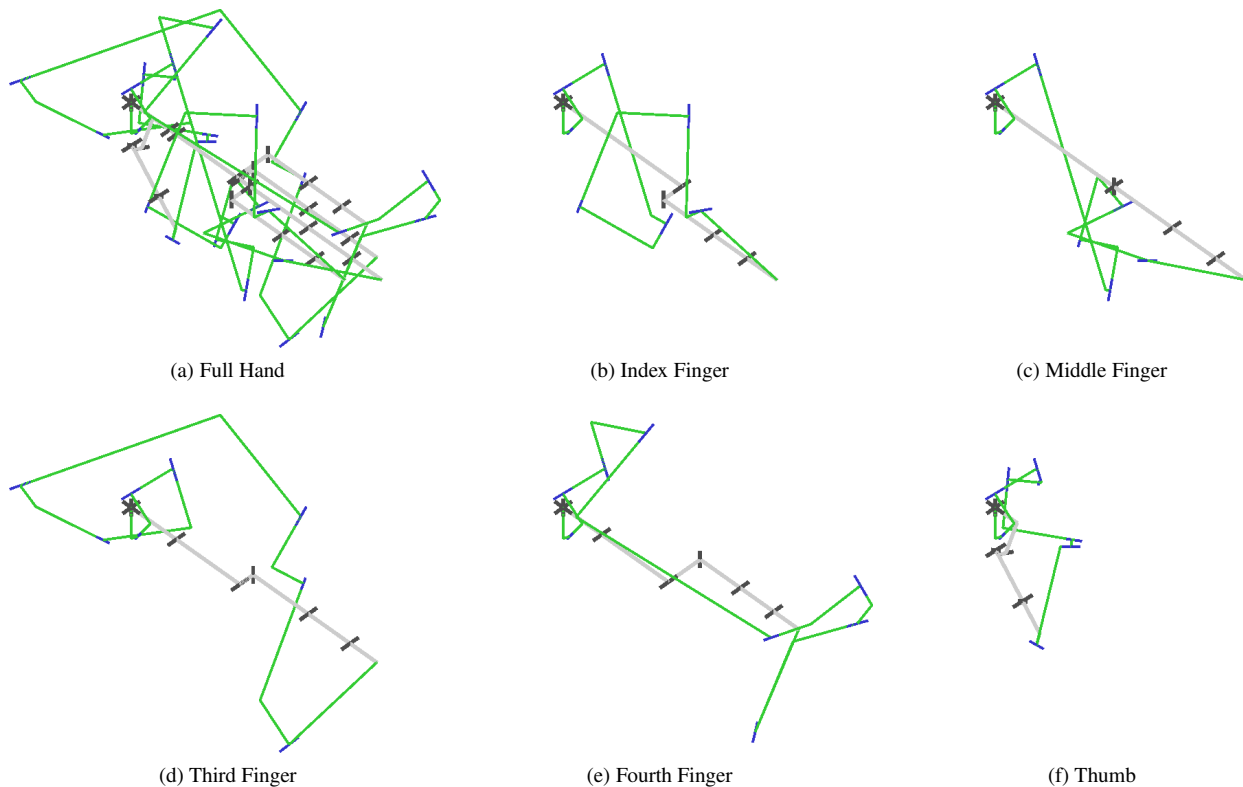 (a) Full Hand
(b) Index Finger
(c) Middle Finger
(d) Third Finger
(e) Fourth Finger
(f) Thumb